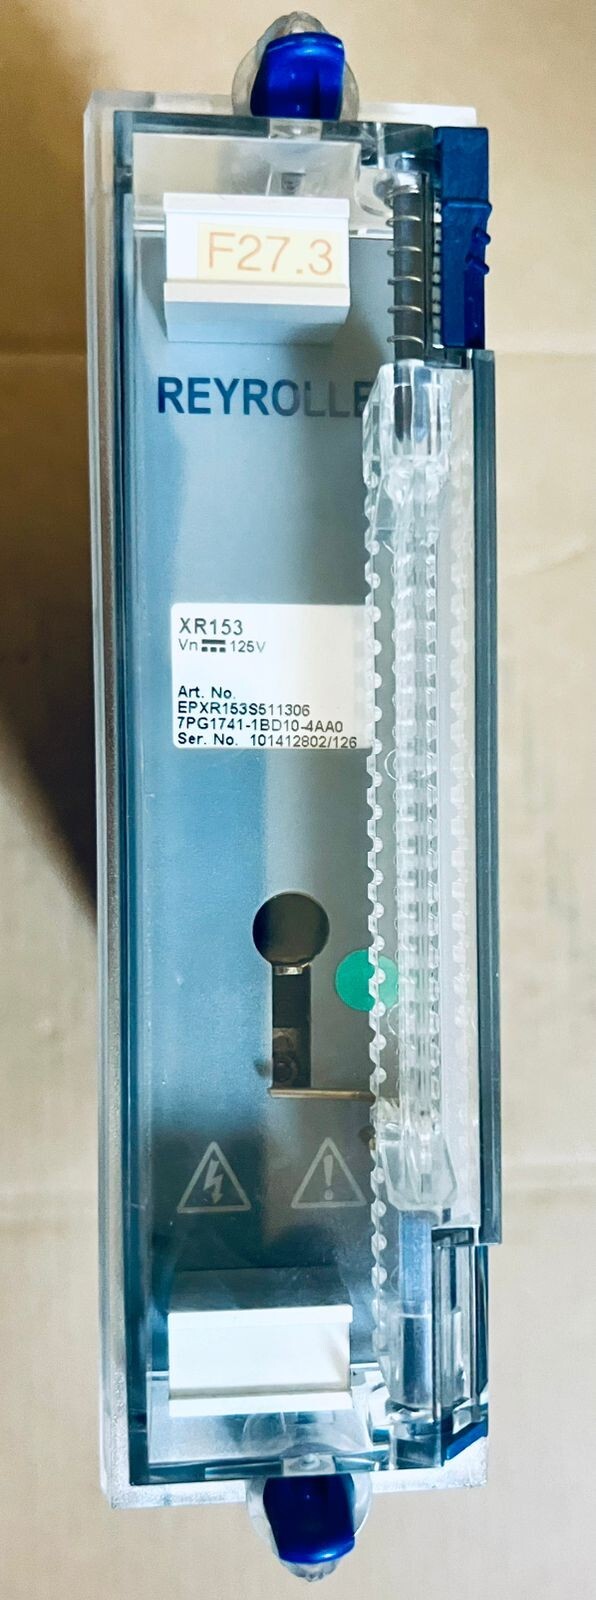 F27.3
REYROLLE
XR153
Vn ⎓ 125V
Art. No.
EPXR153S511306
7PG1741-1BD10-4AA0
Ser. No. 101412802/126